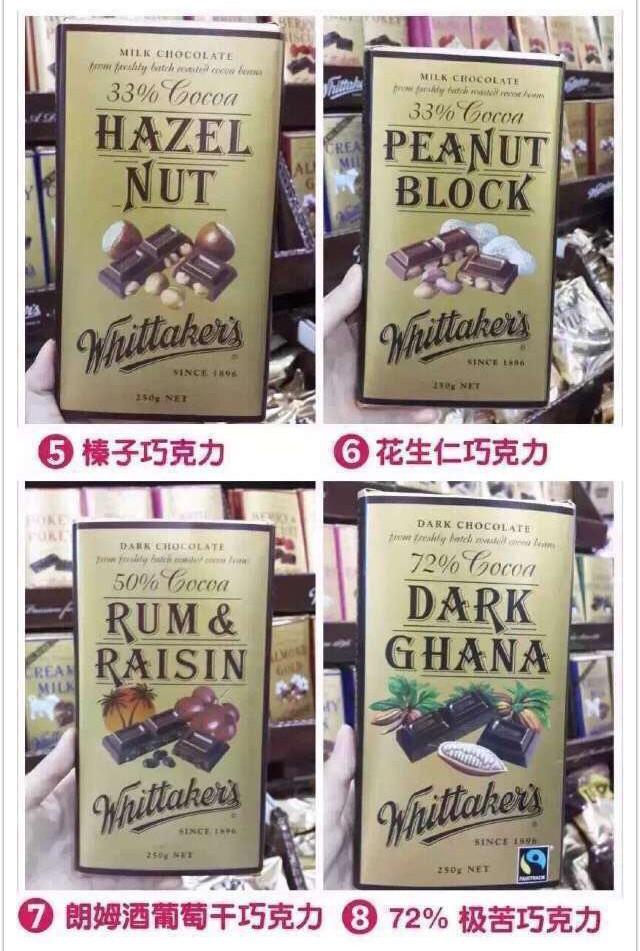 MILK CHOCOLATE
from freshly batch roasted cocoa beans
33% Cocoa
HAZEL
NUT
Whittaker's
SINCE 1896
250g NET
MILK CHOCOLATE
from freshly batch roasted cocoa beans
33% Cocoa
PEANUT
BLOCK
Whittaker's
SINCE 1896
250g NET
5 榛子巧克力
6 花生仁巧克力
DARK CHOCOLATE
from freshly batch roasted cocoa beans
50% Cocoa
RUM &
RAISIN
Whittaker's
SINCE 1896
250g NET
CREAM
MILK
ALMOND
GOLD
DARK CHOCOLATE
from freshly batch roasted cocoa beans
72% Cocoa
DARK
GHANA
Whittaker's
SINCE 1896
250g NET
FAIRTRADE
7 朗姆酒葡萄干巧克力
8 72% 极苦巧克力